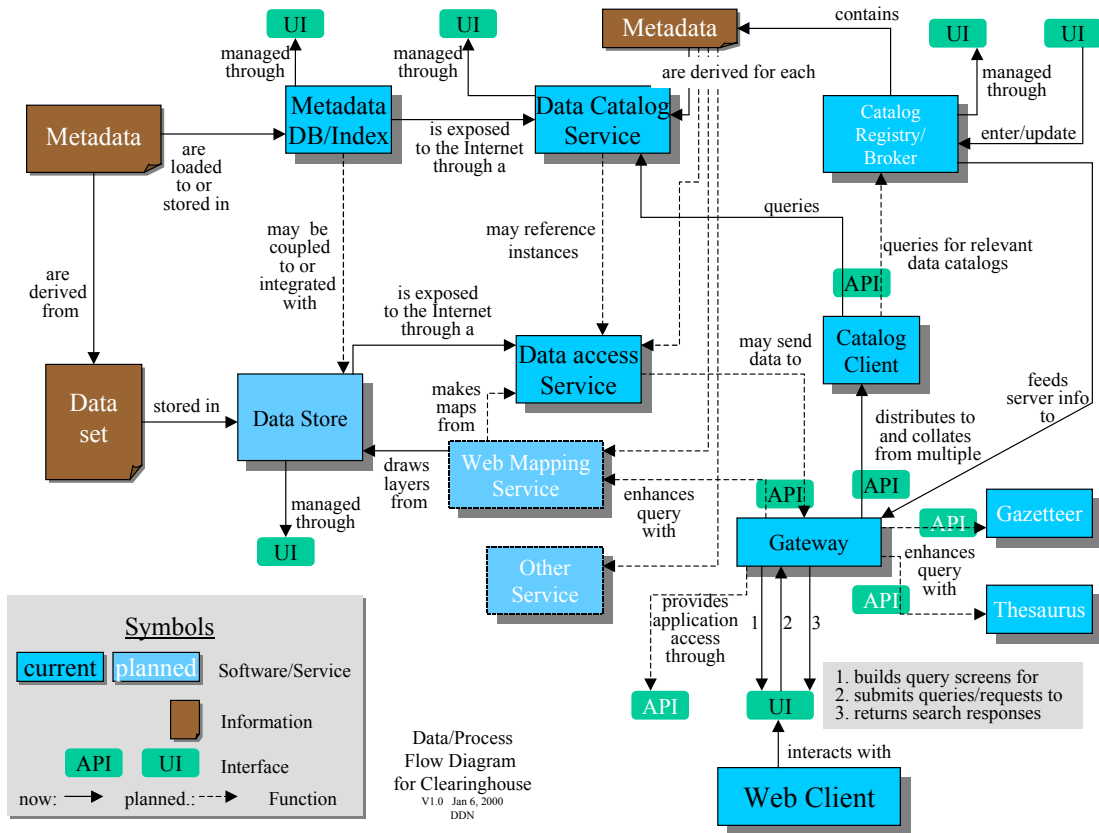 UI
UI
Metadata
contains
UI
UI
managed
through
managed
through
are derived for each
managed
through
Metadata
Metadata
DB/Index
is exposed
to the Internet
through a
Data Catalog
Service
Catalog
Registry/
Broker
enter/update
are
loaded
to or
stored in
queries
may be
coupled
to or
integrated
with
may reference
instances
queries for relevant
data catalogs
API
are
derived
from
is exposed
to the Internet
through a
Catalog
Client
may send
data to
Data access
Service
Data
set
stored in
Data Store
makes
maps
from
feeds
server info
to
distributes to
and collates
from multiple
draws
layers
from
Web Mapping
Service
API
API
managed
through
enhances
query
with
UI
Gateway
API
Gazetteer
enhances
query
with
Other
Service
API
Thesaurus
provides
application
access
through
1
2
3
API
UI
1. builds query screens for
2. submits queries/requests to
3. returns search responses
interacts with
Web Client
Symbols
current
planned
Software/Service
Information
API
UI
Interface
now:
planned.:
Function
Data/Process
Flow Diagram
for Clearinghouse
V1.0 Jan 6, 2000
DDN